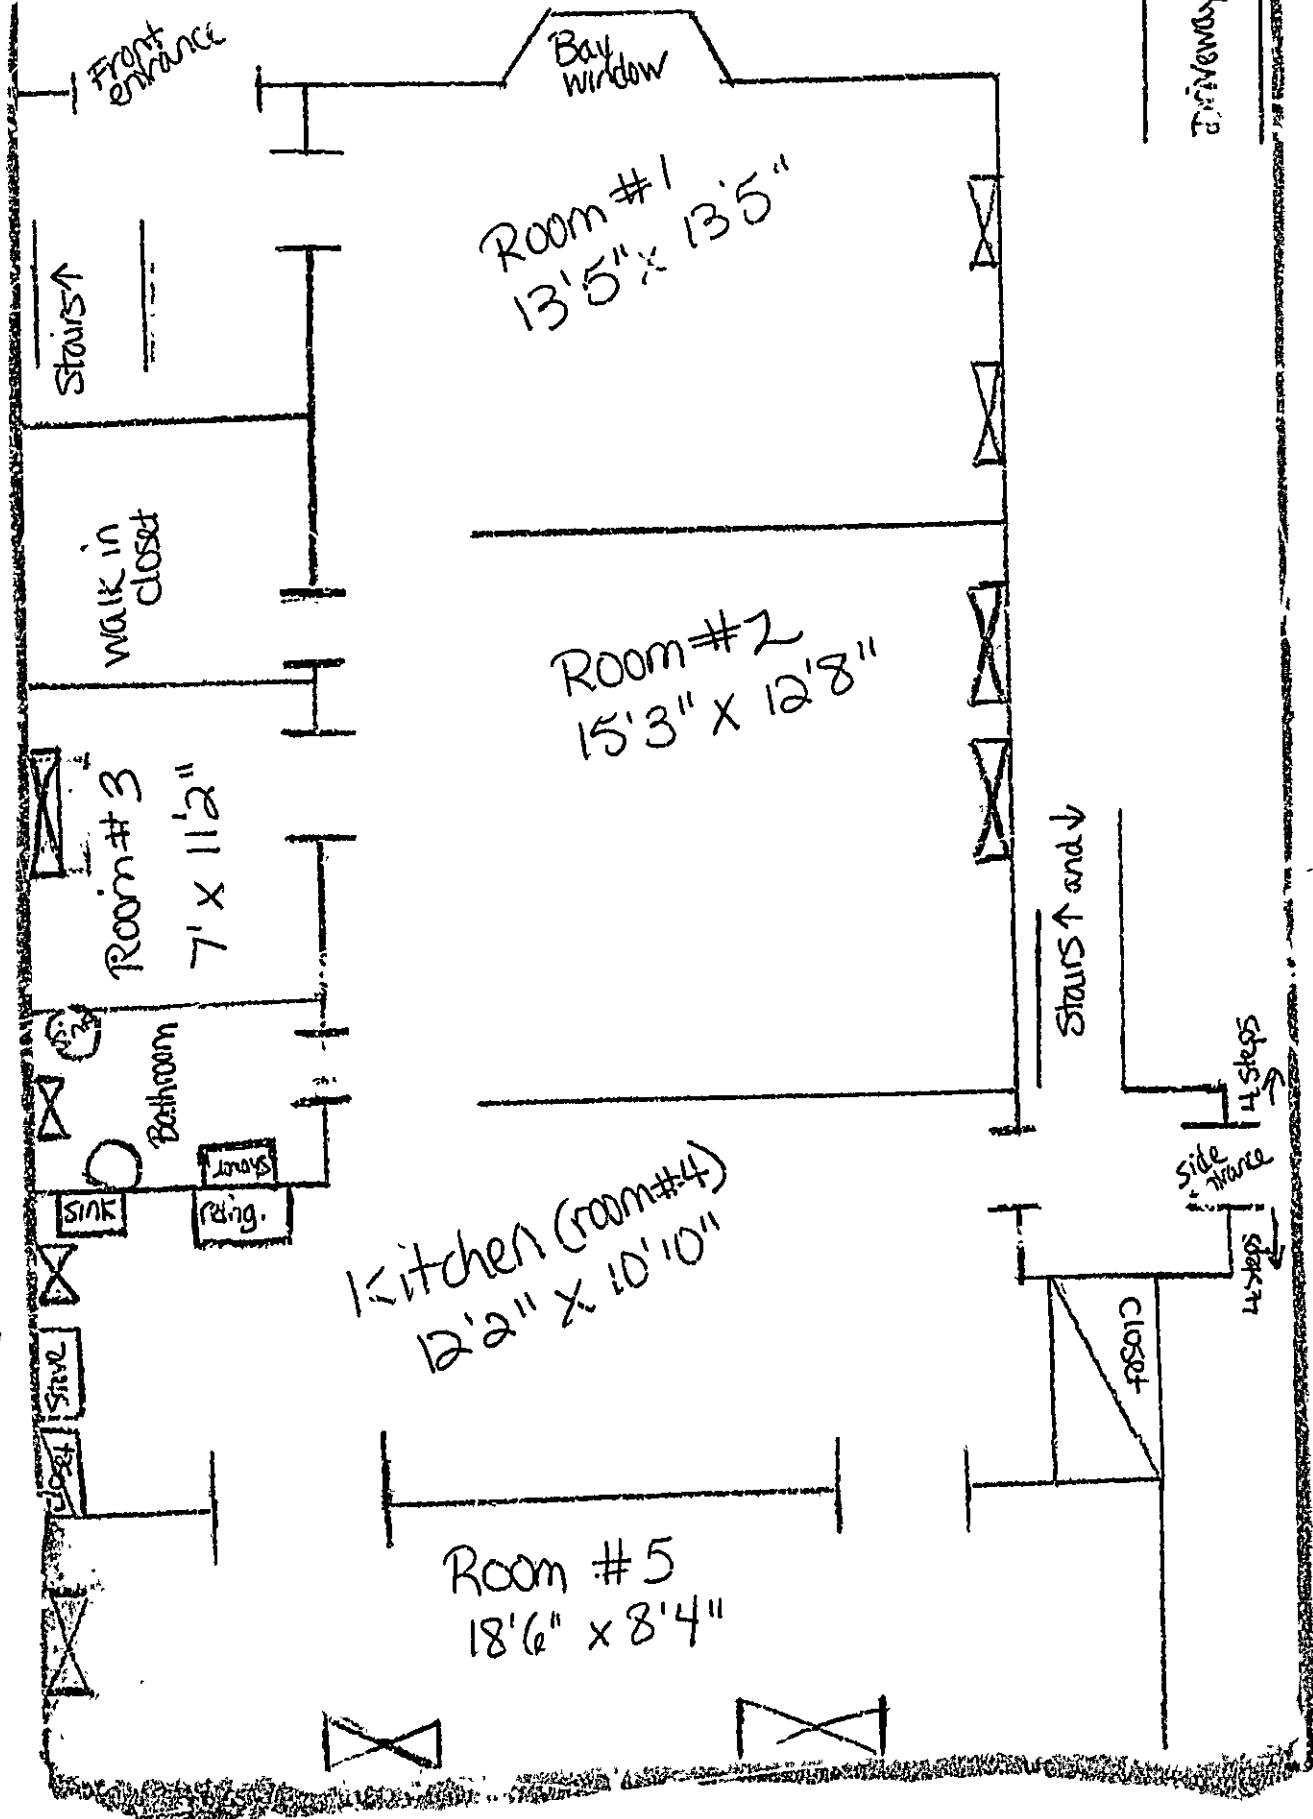 Front
entrance
Bay
window
Driveway
Room #1
13'5" x 13'5"
Stairs↑
Walk in
closet
Room #2
15'3" x 12'8"
Room #3
7' x 11'2"
Stairs↑ and↓
Bathroom
Sink
refrig.
Kitchen (room #4)
12'2" x 10'10"
4 steps
Side
4 steps
Closet
Stove
Closet
Room #5
18'6" x 8'4"